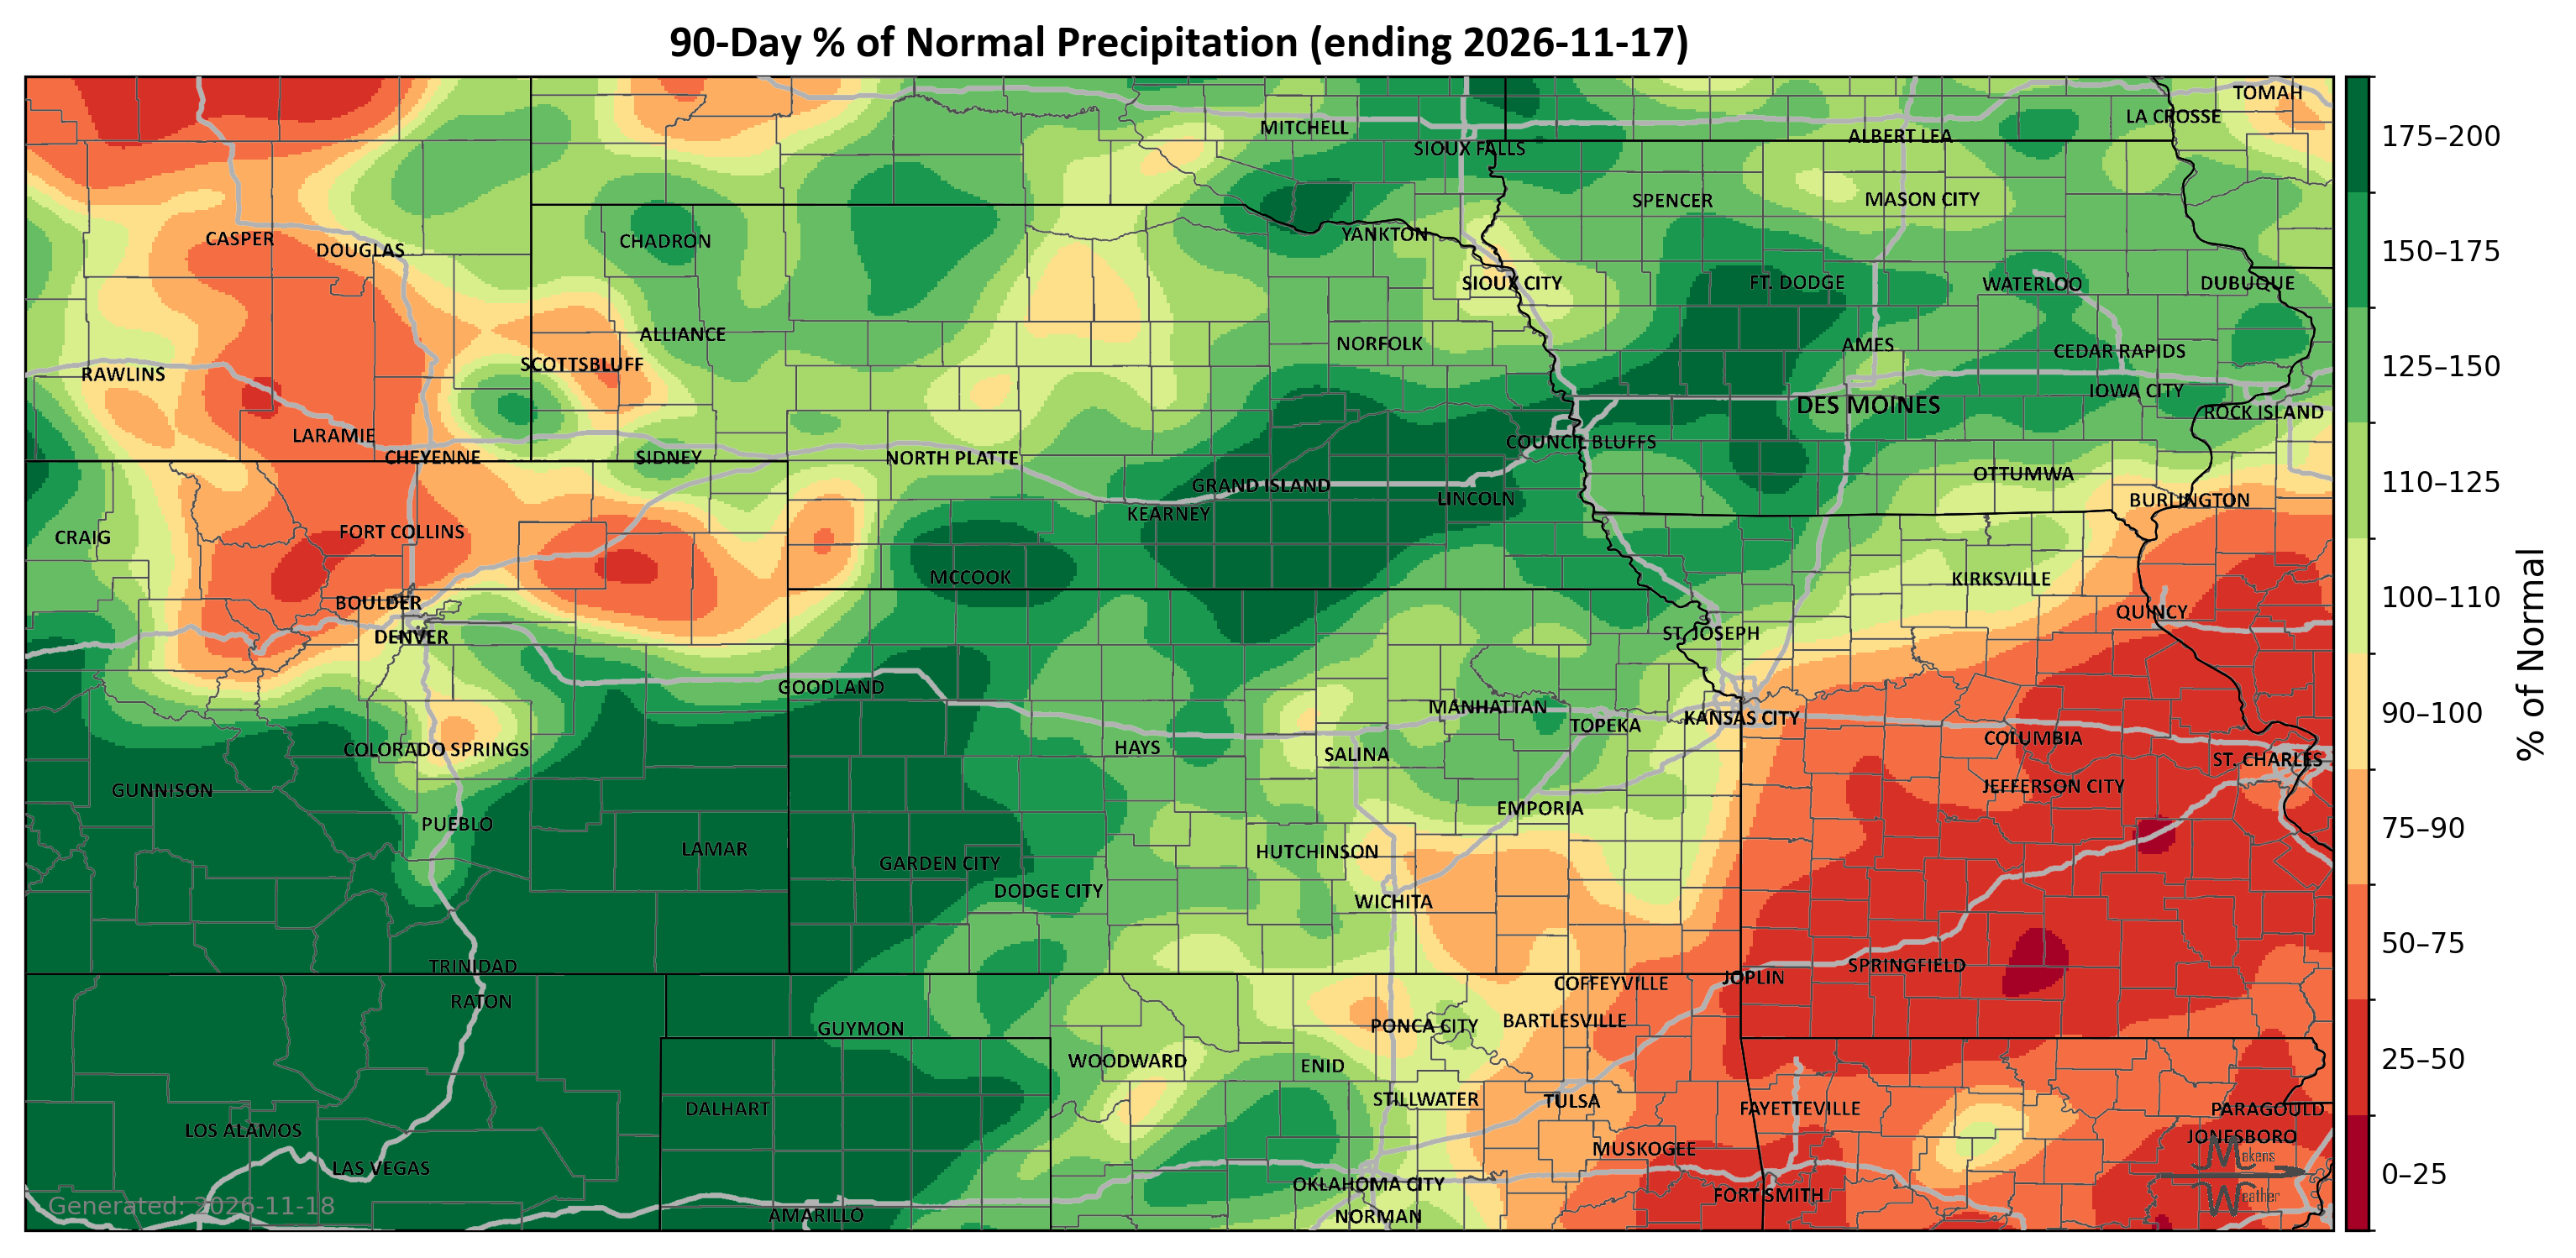 90-Day % of Normal Precipitation (ending 2026-11-17)
TOMAH
LA CROSSE
MITCHELL
ALBERT LEA
SIOUX FALLS
SPENCER
MASON CITY
CASPER
DOUGLAS
CHADRON
YANKTON
SIOUX CITY
FT. DODGE
WATERLOO
DUBUQUE
ALLIANCE
NORFOLK
AMES
CEDAR RAPIDS
SCOTTSBLUFF
RAWLINS
IOWA CITY
DES MOINES
ROCK ISLAND
LARAMIE
COUNCIL BLUFFS
CHEYENNE
SIDNEY
NORTH PLATTE
OTTUMWA
GRAND ISLAND
LINCOLN
BURLINGTON
KEARNEY
CRAIG
FORT COLLINS
MCCOOK
KIRKSVILLE
BOULDER
QUINCY
DENVER
ST. JOSEPH
GOODLAND
MANHATTAN
TOPEKA
KANSAS CITY
COLORADO SPRINGS
HAYS
SALINA
COLUMBIA
ST. CHARLES
GUNNISON
JEFFERSON CITY
EMPORIA
PUEBLO
LAMAR
GARDEN CITY
HUTCHINSON
DODGE CITY
WICHITA
TRINIDAD
SPRINGFIELD
JOPLIN
COFFEYVILLE
RATON
GUYMON
PONCA CITY
BARTLESVILLE
WOODWARD
ENID
STILLWATER
TULSA
DALHART
FAYETTEVILLE
PARAGOULD
LOS ALAMOS
JONESBORO
MUSKOGEE
LAS VEGAS
OKLAHOMA CITY
FORT SMITH
AMARILLO
NORMAN
Generated: 2026-11-18
Makens
Weather
175–200
150–175
125–150
110–125
100–110
90–100
75–90
50–75
25–50
0–25
% of Normal